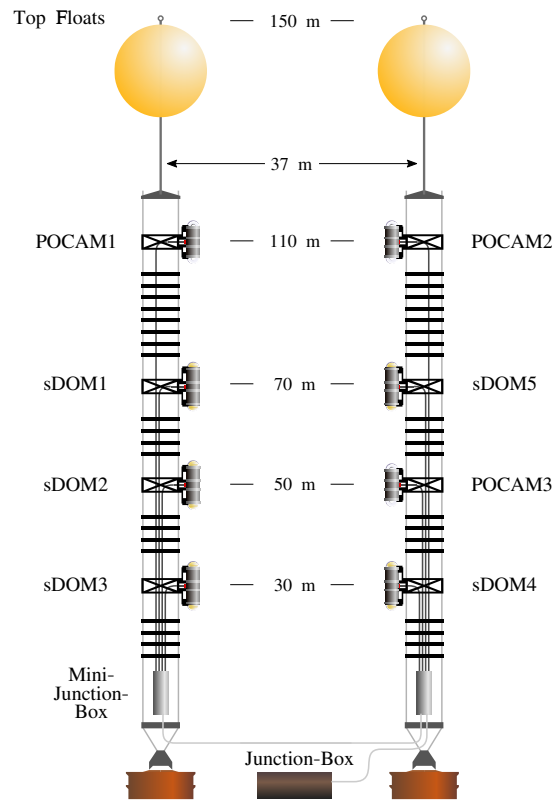 Top Floats 150 m
37 m
POCAM1 110 m POCAM2
sDOM1 70 m sDOM5
sDOM2 50 m POCAM3
sDOM3 30 m sDOM4
Mini-
Junction-
Box
Junction-Box